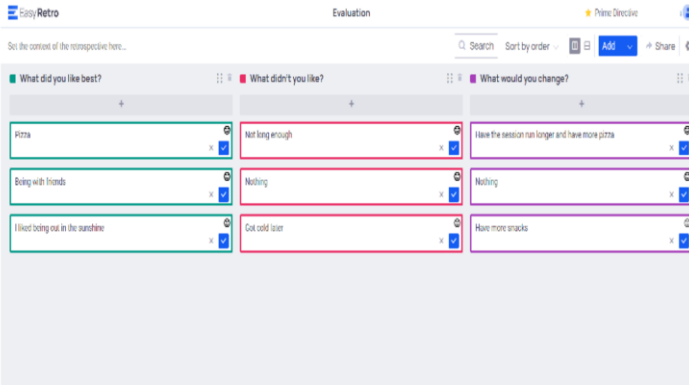 EasyRetro
Evaluation
Prime Directive
Set the context of the retrospective here...
Search
Sort by order
Add
Share
What did you like best?
What didn't you like?
What would you change?
+
+
+
Pizza
Not long enough
Have the session run longer and have more pizza
Being with friends
Nothing
Nothing
I liked being out in the sunshine
Got cold later
Have more snacks